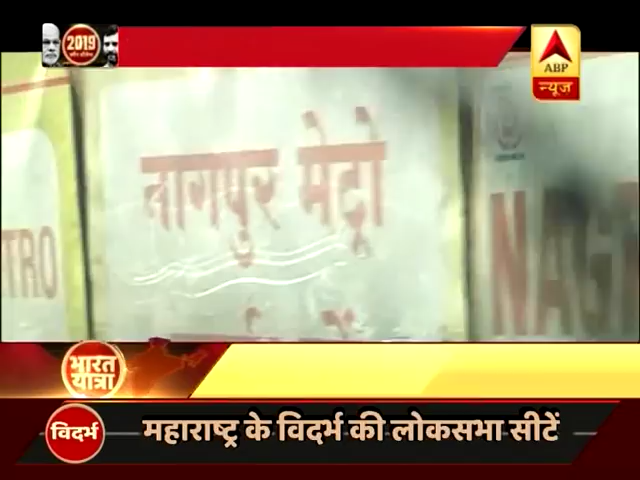 2019
ABP
न्यूज़
नागपुर मेट्रो
TRO
NAG
भारत
यात्रा
विदर्भ
महाराष्ट्र के विदर्भ की लोकसभा सीटें